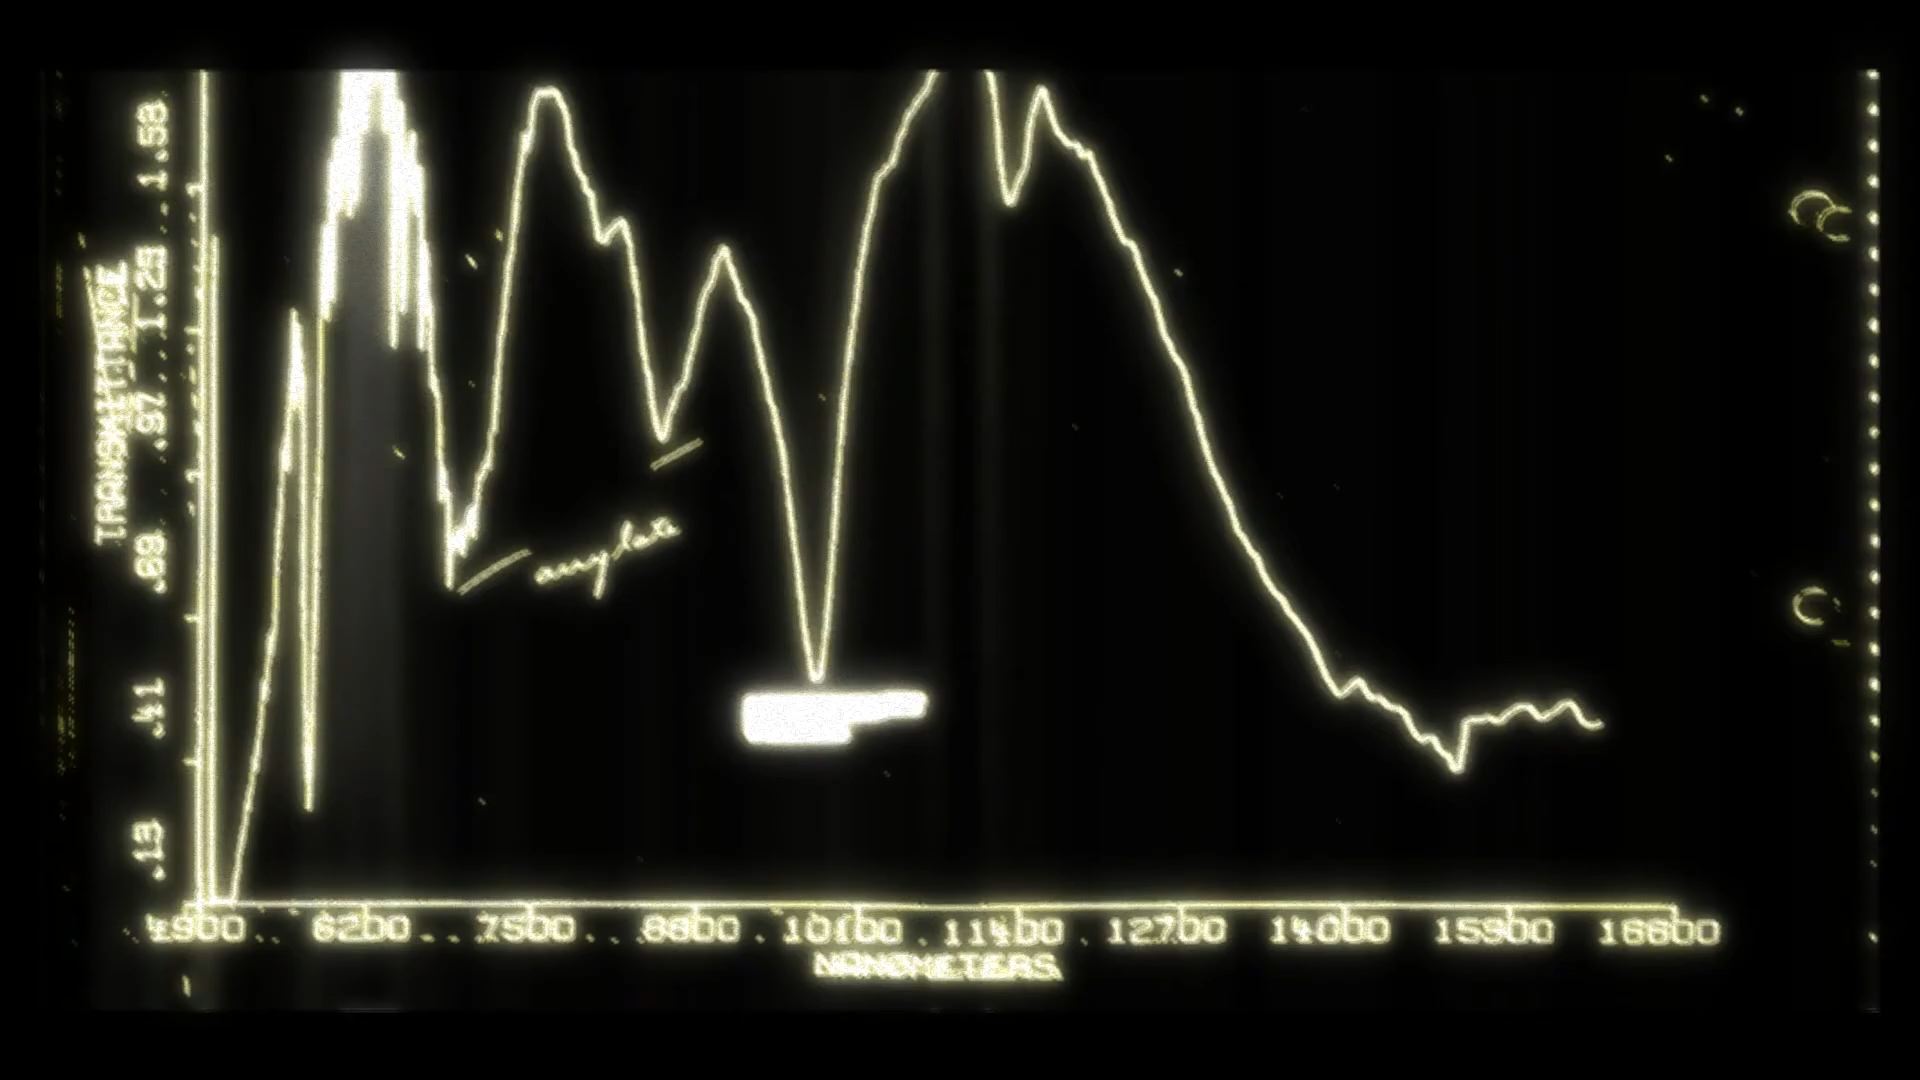 1.53
1.25
.97
.69
.41
.13
TRANSMITTANCE
acrylate
4900 . . 6200 . . 7500 . . 8800 . 10100 . 11400 . 12700 . 14000 . 15300 . 16600
NANOMETERS